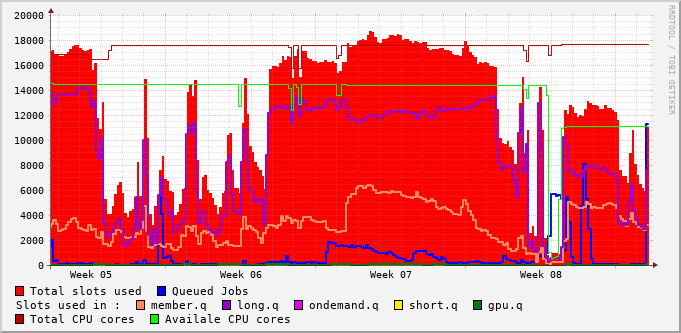 20000
18000
16000
14000
12000
10000
8000
6000
4000
2000
0
Week 05 Week 06 Week 07 Week 08
RRDTOOL / TOBI OETIKER
Total slots used Queued Jobs
Slots used in : member.q long.q ondemand.q short.q gpu.q
Total CPU cores Availale CPU cores